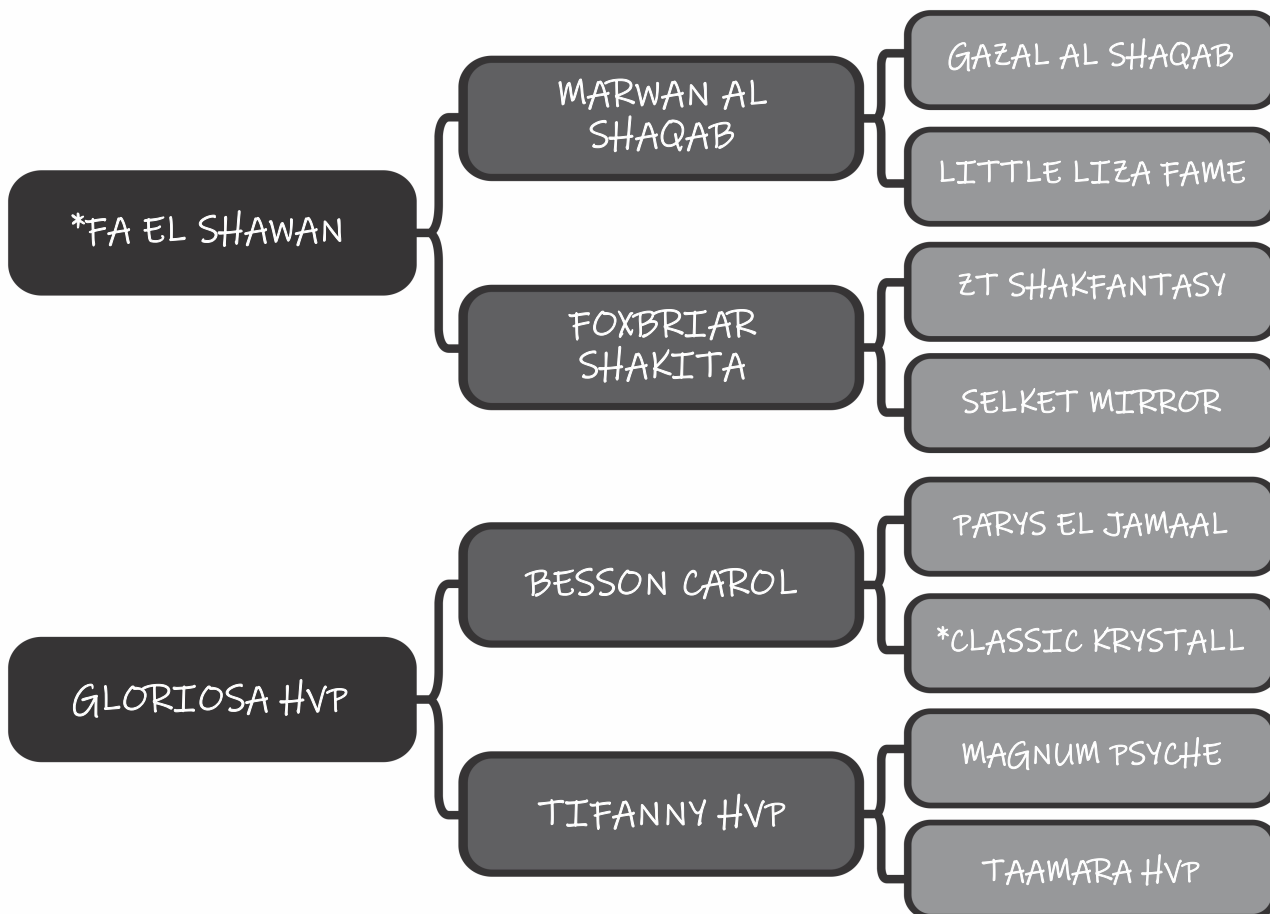 *FA EL SHAWAN
MARWAN AL
SHAQAB
FOXBRIAR
SHAKITA
GAZAL AL SHAQAB
LITTLE LIZA FAME
ZT SHAKFANTASY
SELKET MIRROR
GLORIOSA HVP
BESSON CAROL
TIFANNY HVP
PARYS EL JAMAAL
*CLASSIC KRYSTALL
MAGNUM PSYCHE
TAAMARA HVP